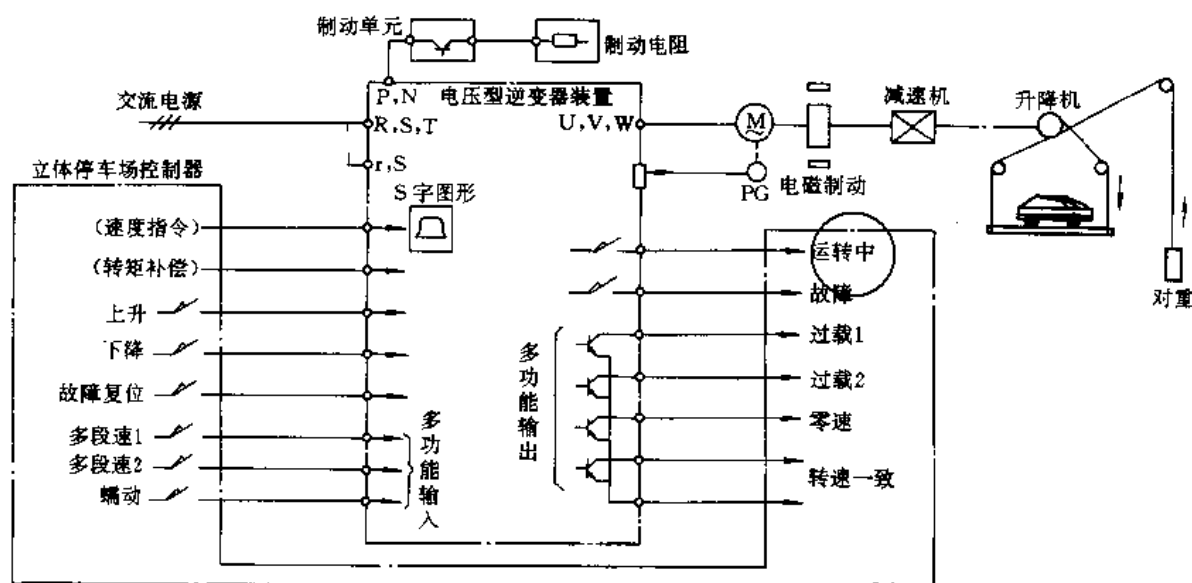 制动单元
制动电阻
P,N 电压型逆变器装置
交流电源
R,S,T
U,V,W
M
~
减速机
升降机
r,S
立体停车场控制器
S字图形
PG
电磁制动
(速度指令)
运转中
(转矩补偿)
故障
对重
上升
过载1
下降
多功能输出
过载2
故障复位
零速
多段速1
多功能输入
多段速2
转速一致
蠕动